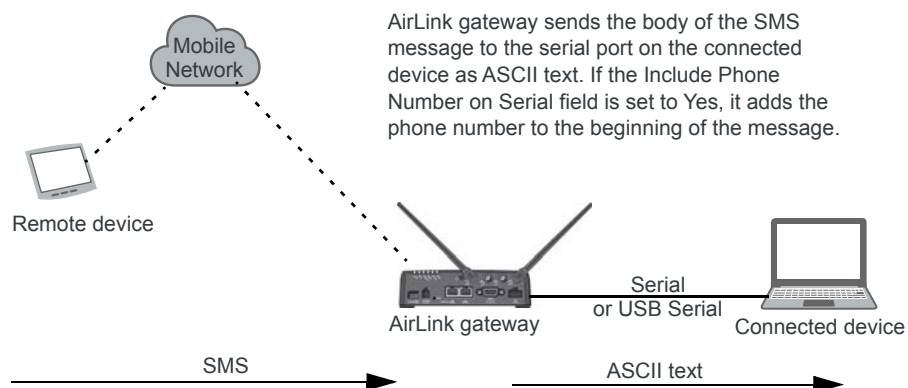 AirLink gateway sends the body of the SMS
message to the serial port on the connected
device as ASCII text. If the Include Phone
Number on Serial field is set to Yes, it adds the
phone number to the beginning of the message.
Mobile
Network
Remote device
AirLink gateway
Serial
or USB Serial
Connected device
SMS
ASCII text